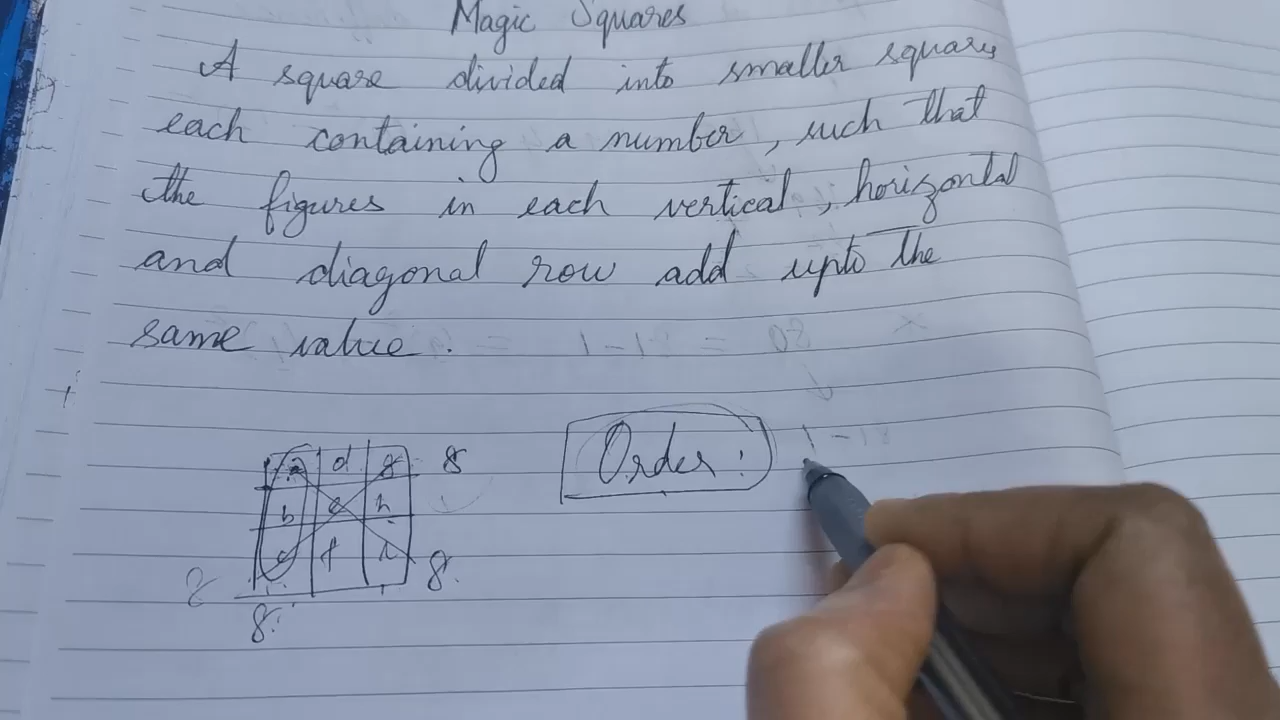 Magic Squares
A square divided into smaller squares
each containing a number, such that
the figures in each vertical, horizontal
and diagonal row add upto the
same value.
a d g 8
b e h
c f i 8.
8
8
Order: